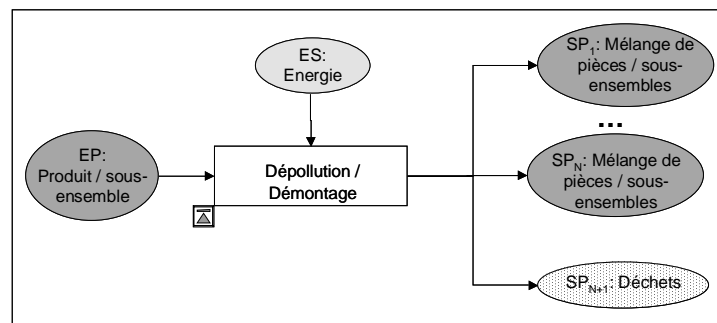 ES:
Energie
EP:
Produit / sous-
ensemble
Dépollution /
Démontage
SP1: Mélange de
pièces / sous-
ensembles
...
SPN: Mélange de
pièces / sous-
ensembles
SPN+1: Déchets